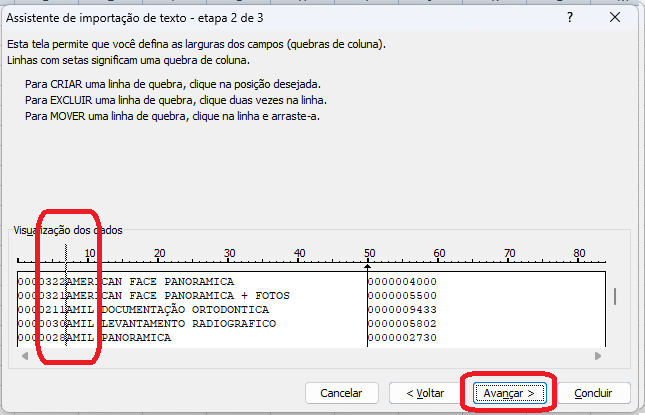 Assistente de importação de texto - etapa 2 de 3
Esta tela permite que você defina as larguras dos campos (quebras de coluna).
Linhas com setas significam uma quebra de coluna.
Para CRIAR uma linha de quebra, clique na posição desejada.
Para EXCLUIR uma linha de quebra, clique duas vezes na linha.
Para MOVER uma linha de quebra, clique na linha e arraste-a.
Visualização dos dados
10 20 30 40 50 60 70 80
0000322AMERICAN FACE PANORAMICA 0000004000
0000321AMERICAN FACE PANORAMICA + FOTOS 0000005500
0000211AMIL DOCUMENTAÇÃO ORTODONTICA 0000009433
0000030AMIL LEVANTAMENTO RADIOGRAFICO 0000005802
0000028AMIL PANORAMICA 0000002730
Cancelar < Voltar Avançar > Concluir